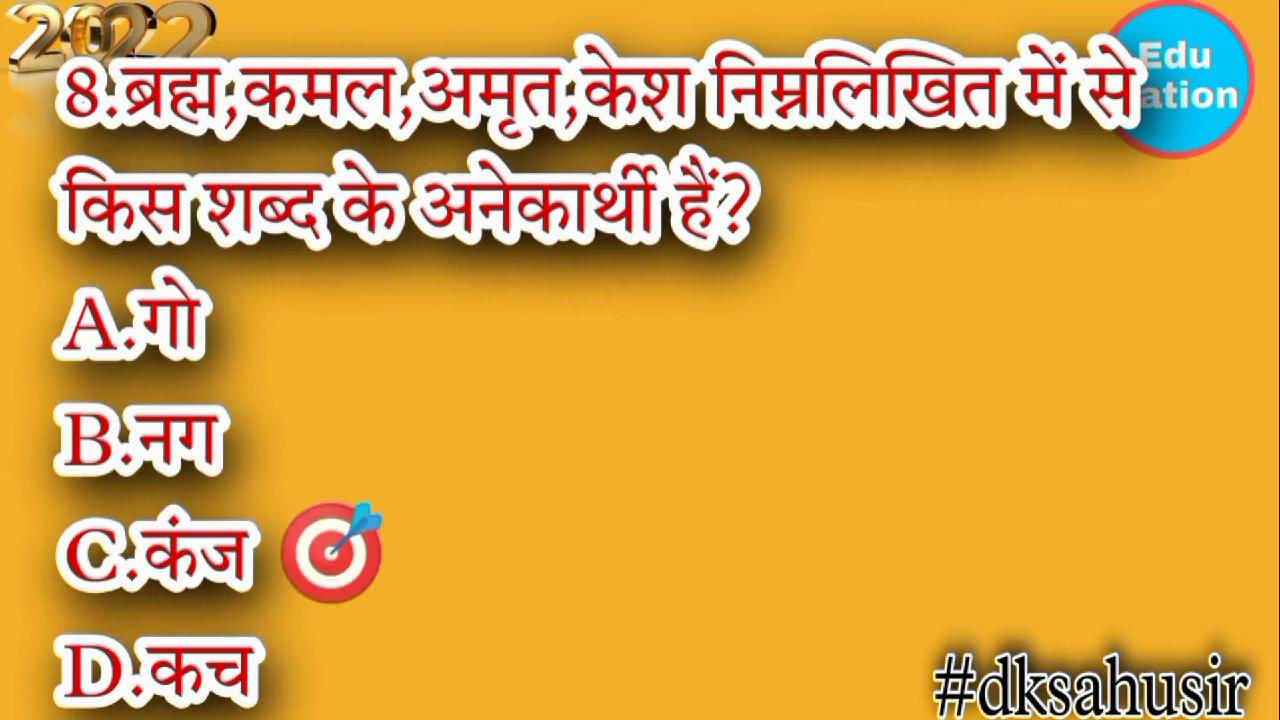 2022
Edu
ation
8.ब्रह्म,कमल,अमृत,केश निम्नलिखित में से
किस शब्द के अनेकार्थी हैं?
A.गो
B.नग
C.कंज
D.कच
#dksahusir